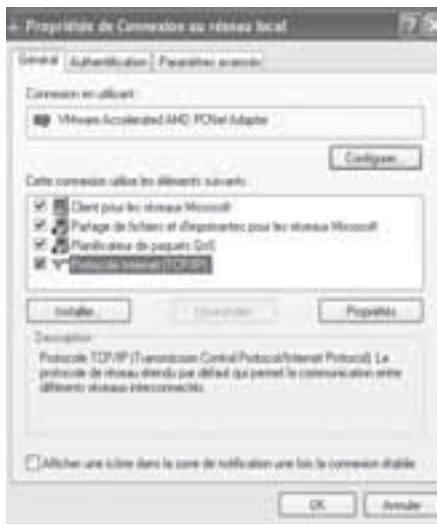 Propriétés de Connexion au réseau local
Général
Authentification
Paramètres avancés
Connexion en utilisant :
VMware Accelerated AMD PCNet Adapter
Configurer...
Cette connexion utilise les éléments suivants :
Client pour les réseaux Microsoft
Partage de fichiers et d'imprimantes pour les réseaux Microsoft
Planificateur de paquets QoS
Protocole Internet (TCP/IP)
Installer...
Désinstaller
Propriétés
Description
Protocole TCP/IP (Transmission Control Protocol/Internet Protocol). Le
protocole de réseau étendu par défaut qui permet la communication entre
différents réseaux interconnectés.
Afficher une icône dans la zone de notification une fois la connexion établie
OK
Annuler